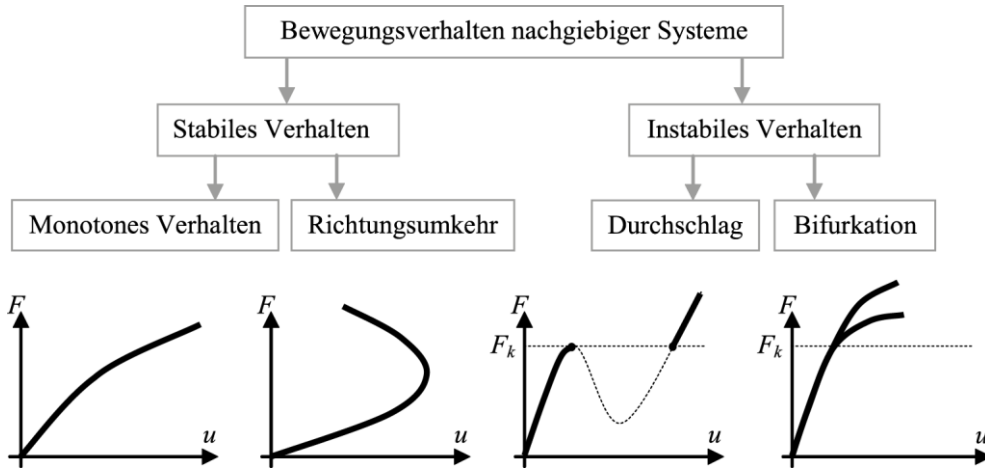 Bewegungsverhalten nachgiebiger Systeme
Stabiles Verhalten
Instabiles Verhalten
Monotones Verhalten
Richtungsumkehr
Durchschlag
Bifurkation
F
u
F
u
F
F_k
u
F
F_k
u